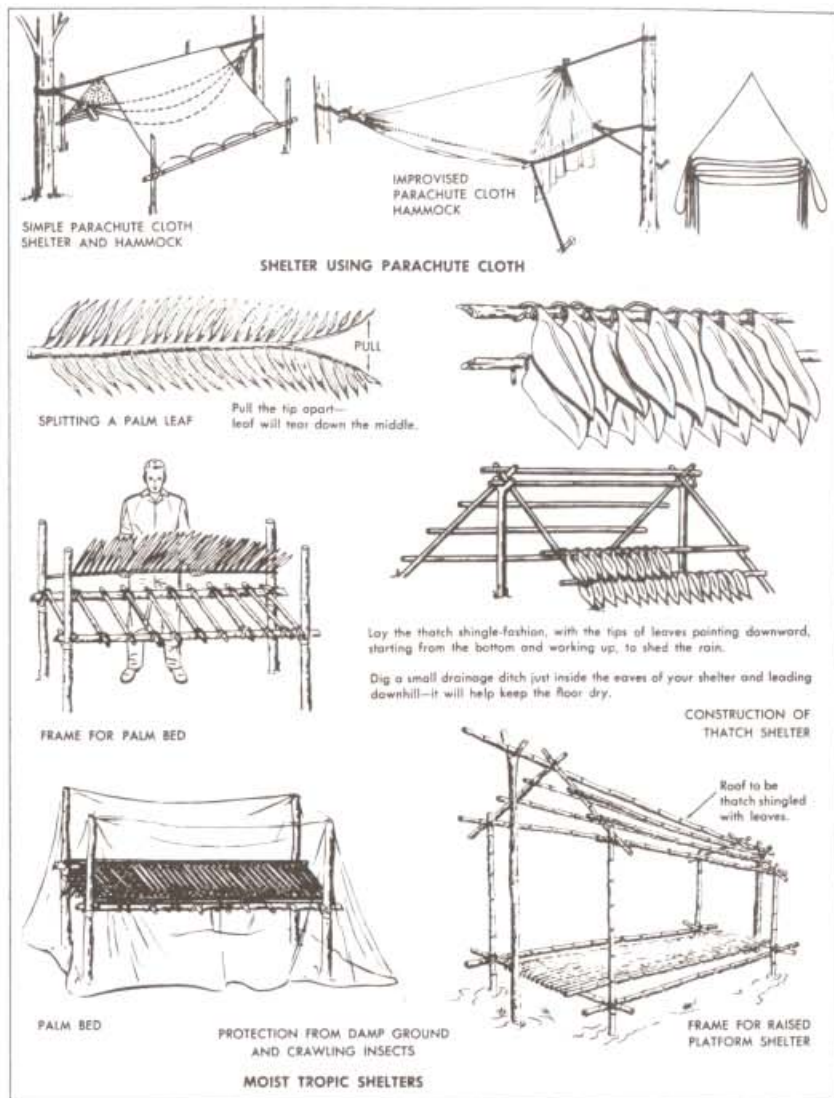 SIMPLE PARACHUTE CLOTH
SHELTER AND HAMMOCK
IMPROVISED
PARACHUTE CLOTH
HAMMOCK
SHELTER USING PARACHUTE CLOTH
PULL
SPLITTING A PALM LEAF
Pull the tip apart—
leaf will tear down the middle.
Lay the thatch shingle-fashion, with the tips of leaves pointing downward,
starting from the bottom and working up, to shed the rain.
Dig a small drainage ditch just inside the eaves of your shelter and leading
downhill—it will help keep the floor dry.
CONSTRUCTION OF
THATCH SHELTER
FRAME FOR PALM BED
Roof to be
thatch shingled
with leaves.
PALM BED
PROTECTION FROM DAMP GROUND
AND CRAWLING INSECTS
FRAME FOR RAISED
PLATFORM SHELTER
MOIST TROPIC SHELTERS